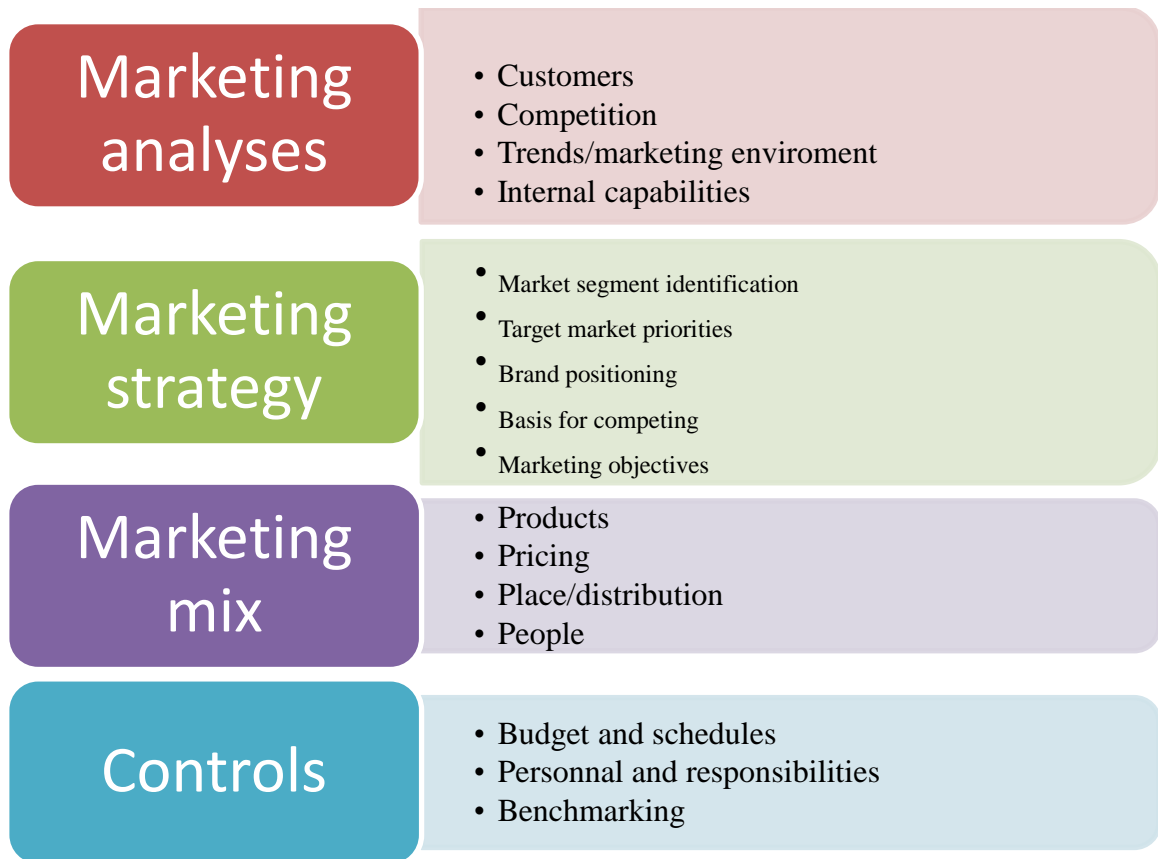 Marketing
analyses
• Customers
• Competition
• Trends/marketing enviroment
• Internal capabilities
Marketing
strategy
• Market segment identification
• Target market priorities
• Brand positioning
• Basis for competing
• Marketing objectives
Marketing
mix
• Products
• Pricing
• Place/distribution
• People
Controls
• Budget and schedules
• Personnal and responsibilities
• Benchmarking